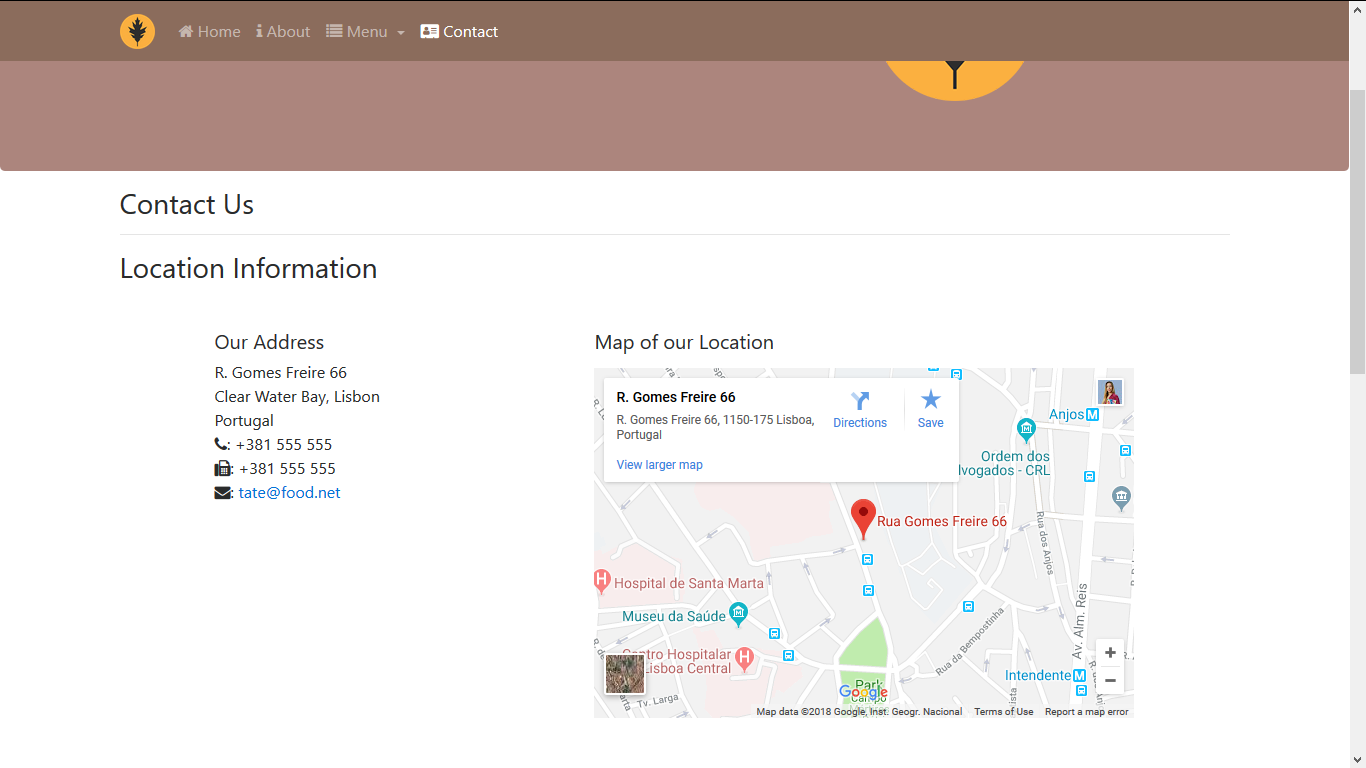 Home About Menu Contact
Contact Us
Location Information
Our Address
R. Gomes Freire 66
Clear Water Bay, Lisbon
Portugal
: +381 555 555
: +381 555 555
: tate@food.net
Map of our Location
R. Gomes Freire 66
R. Gomes Freire 66, 1150-175 Lisboa,
Portugal
Directions
Save
View larger map
Anjos M
Ordem dos
dvogados - CRL
Rua Gomes Freire 66
Rua dos Anjos
H Hospital de Santa Marta
Museu da Saúde
Av. Alm. Reis
Centro Hospitalar H
Lisboa Central
Rua da Bempostinha
Intendente M
+
−
Tv. Larga
Park
Google
Map data ©2018 Google, Inst. Geogr. Nacional Terms of Use Report a map error